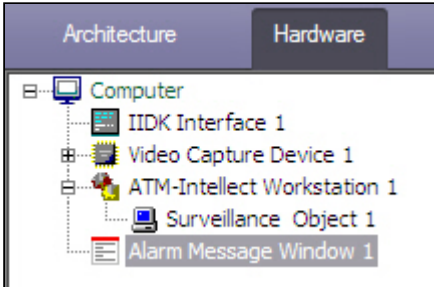 Architecture Hardware
Computer
IIDK Interface 1
Video Capture Device 1
ATM-Intellect Workstation 1
Surveillance Object 1
Alarm Message Window 1